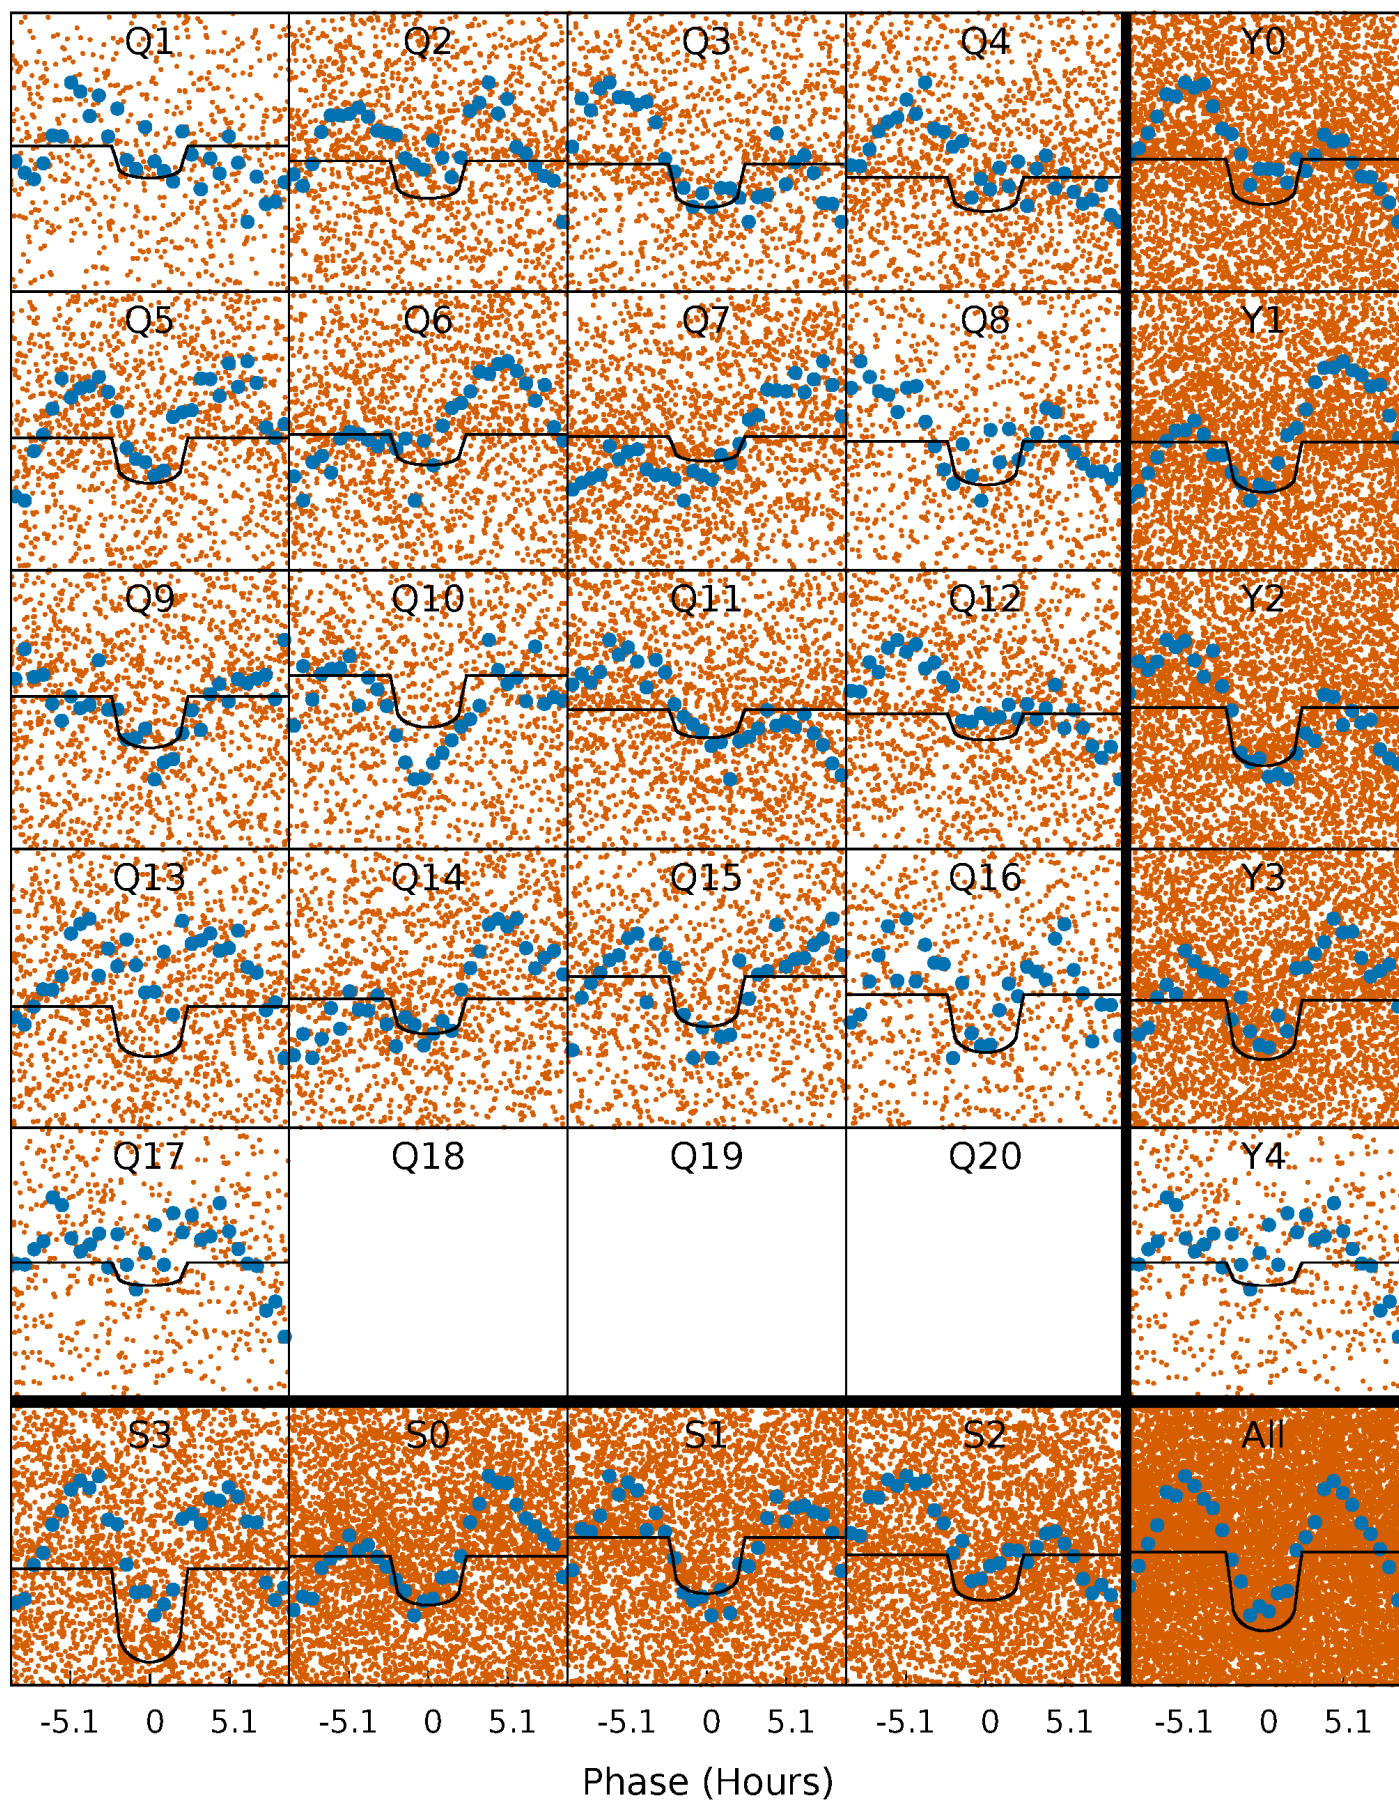 Q1 Q2 Q3 Q4 Y0
Q5 Q6 Q7 Q8 Y1
Q9 Q10 Q11 Q12 Y2
Q13 Q14 Q15 Q16 Y3
Q17 Q18 Q19 Q20 Y4
S3 S0 S1 S2 All
-5.1 0 5.1 -5.1 0 5.1 -5.1 0 5.1 -5.1 0 5.1 -5.1 0 5.1
Phase (Hours)